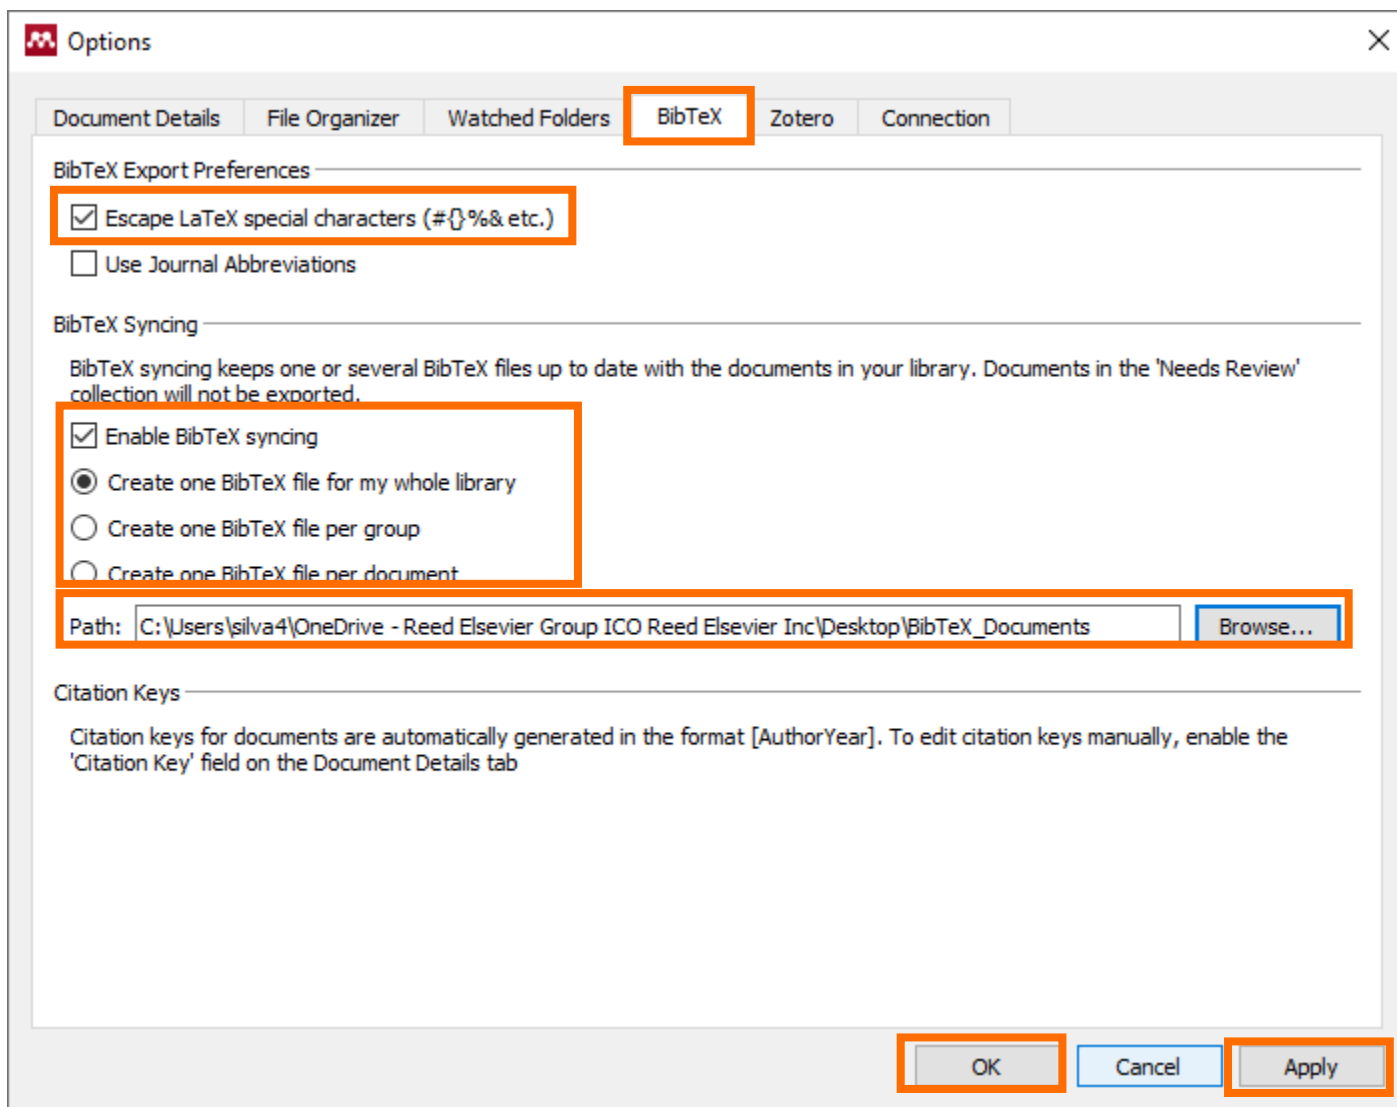 Options
Document Details File Organizer Watched Folders BibTeX Zotero Connection
BibTeX Export Preferences
Escape LaTeX special characters (#{}%& etc.)
Use Journal Abbreviations
BibTeX Syncing
BibTeX syncing keeps one or several BibTeX files up to date with the documents in your library. Documents in the 'Needs Review'
collection will not be exported.
Enable BibTeX syncing
Create one BibTeX file for my whole library
Create one BibTeX file per group
Create one BibTeX file per document
Path: C:\Users\silva4\OneDrive - Reed Elsevier Group ICO Reed Elsevier Inc\Desktop\BibTeX_Documents Browse...
Citation Keys
Citation keys for documents are automatically generated in the format [AuthorYear]. To edit citation keys manually, enable the
'Citation Key' field on the Document Details tab
OK Cancel Apply